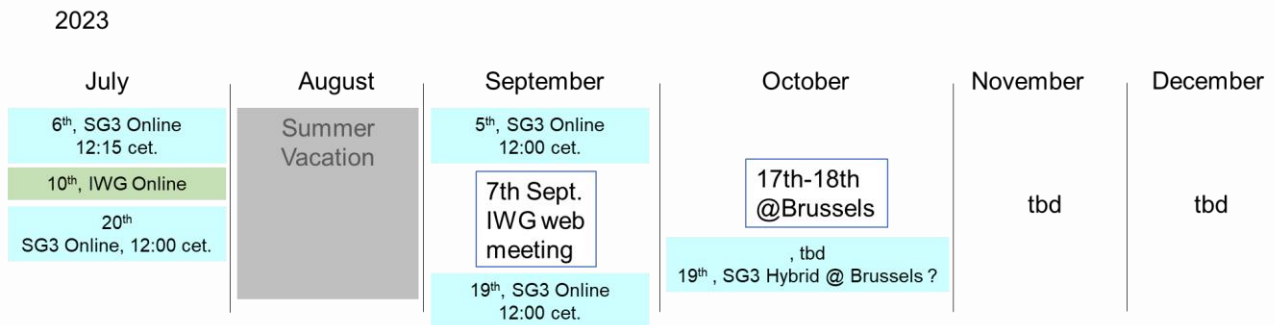 2023
July
6th, SG3 Online
12:15 cet.
10th, IWG Online
20th
SG3 Online, 12:00 cet.
August
Summer
Vacation
September
5th, SG3 Online
12:00 cet.
7th Sept.
IWG web
meeting
19th, SG3 Online
12:00 cet.
October
17th-18th
@Brussels
, tbd
19th , SG3 Hybrid @ Brussels ?
November
tbd
December
tbd